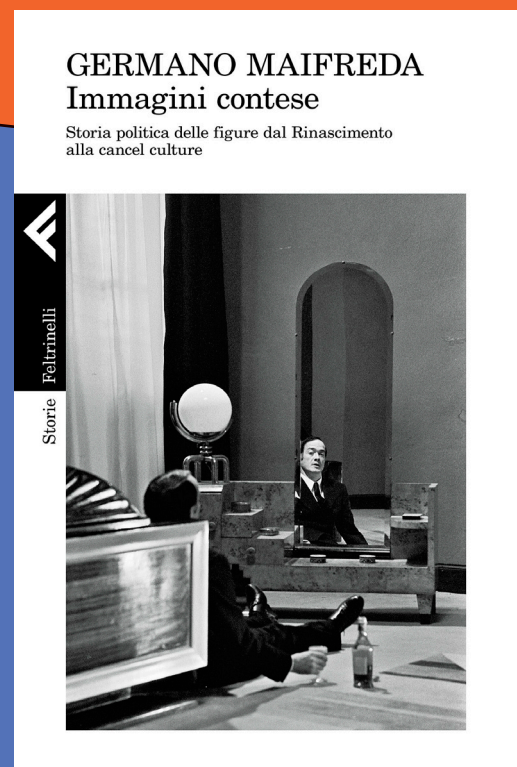 GERMANO MAIFREDA
Immagini contese
Storia politica delle figure dal Rinascimento
alla cancel culture
Storie Feltrinelli